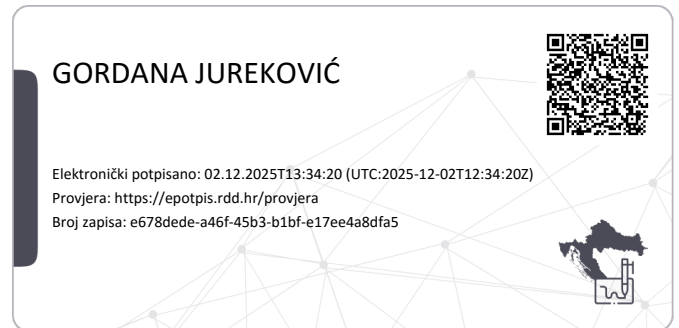 GORDANA JUREKOVIĆ
Elektronički potpisano: 02.12.2025T13:34:20 (UTC:2025-12-02T12:34:20Z)
Provjera: https://epotpis.rdd.hr/provjera
Broj zapisa: e678dede-a46f-45b3-b1bf-e17ee4a8dfa5